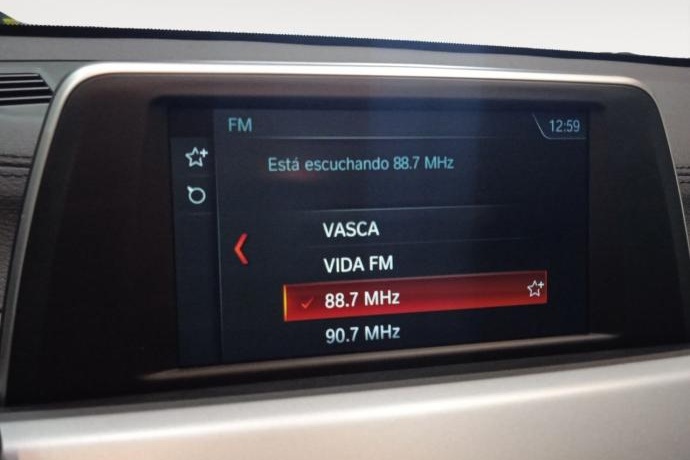 FM 12:59
Está escuchando 88.7 MHz
VASCA
VIDA FM
88.7 MHz
90.7 MHz